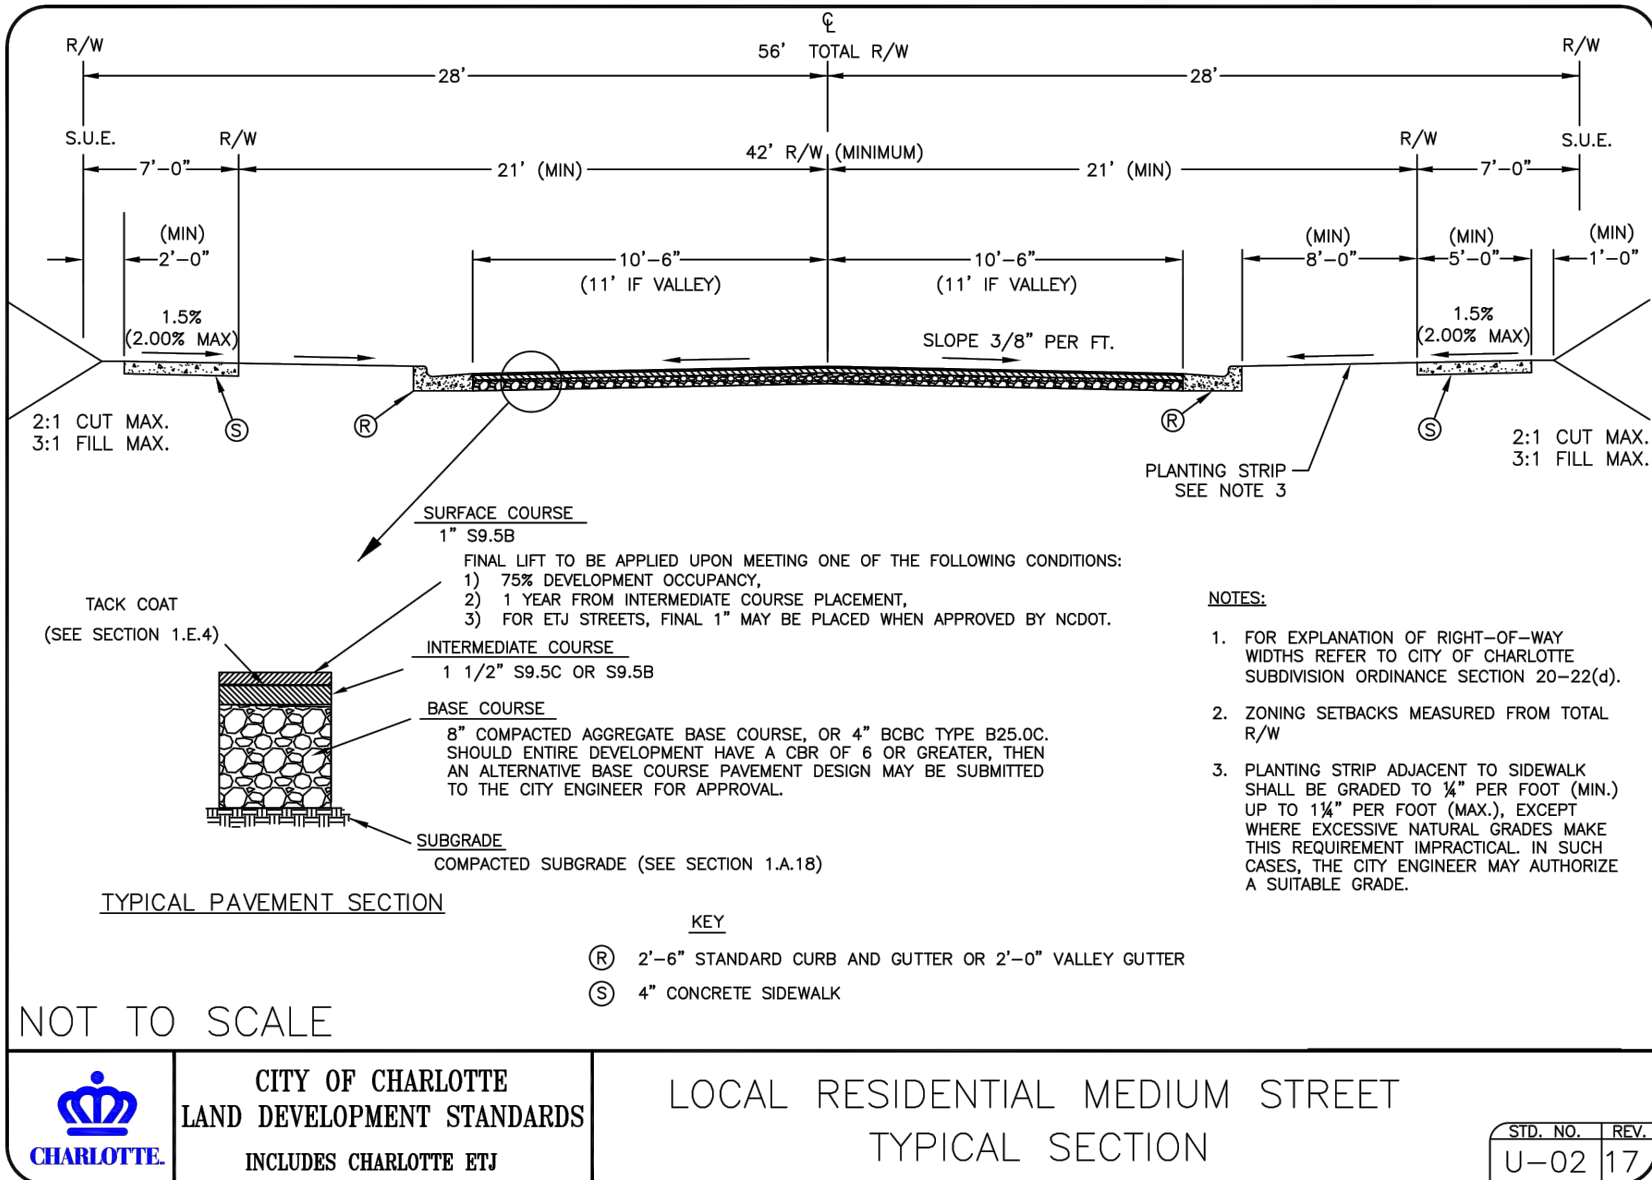 ℄
R/W
56' TOTAL R/W
R/W
28'
28'
S.U.E.
R/W
42' R/W (MINIMUM)
R/W
S.U.E.
7'-0"
21' (MIN)
21' (MIN)
7'-0"
(MIN)
2'-0"
10'-6"
(11' IF VALLEY)
10'-6"
(11' IF VALLEY)
(MIN)
8'-0"
(MIN)
5'-0"
(MIN)
1'-0"
1.5%
(2.00% MAX)
SLOPE 3/8" PER FT.
1.5%
(2.00% MAX)
2:1 CUT MAX.
3:1 FILL MAX.
S
R
R
S
2:1 CUT MAX.
3:1 FILL MAX.
PLANTING STRIP
SEE NOTE 3
SURFACE COURSE
1" S9.5B
FINAL LIFT TO BE APPLIED UPON MEETING ONE OF THE FOLLOWING CONDITIONS:
1) 75% DEVELOPMENT OCCUPANCY,
2) 1 YEAR FROM INTERMEDIATE COURSE PLACEMENT,
3) FOR ETJ STREETS, FINAL 1" MAY BE PLACED WHEN APPROVED BY NCDOT.
TACK COAT
(SEE SECTION 1.E.4)
INTERMEDIATE COURSE
1 1/2" S9.5C OR S9.5B
BASE COURSE
8" COMPACTED AGGREGATE BASE COURSE, OR 4" BCBC TYPE B25.0C.
SHOULD ENTIRE DEVELOPMENT HAVE A CBR OF 6 OR GREATER, THEN
AN ALTERNATIVE BASE COURSE PAVEMENT DESIGN MAY BE SUBMITTED
TO THE CITY ENGINEER FOR APPROVAL.
SUBGRADE
COMPACTED SUBGRADE (SEE SECTION 1.A.18)
TYPICAL PAVEMENT SECTION
NOTES:
1. FOR EXPLANATION OF RIGHT-OF-WAY
WIDTHS REFER TO CITY OF CHARLOTTE
SUBDIVISION ORDINANCE SECTION 20-22(d).
2. ZONING SETBACKS MEASURED FROM TOTAL
R/W
3. PLANTING STRIP ADJACENT TO SIDEWALK
SHALL BE GRADED TO ¼" PER FOOT (MIN.)
UP TO 1¼" PER FOOT (MAX.), EXCEPT
WHERE EXCESSIVE NATURAL GRADES MAKE
THIS REQUIREMENT IMPRACTICAL. IN SUCH
CASES, THE CITY ENGINEER MAY AUTHORIZE
A SUITABLE GRADE.
KEY
R 2'-6" STANDARD CURB AND GUTTER OR 2'-0" VALLEY GUTTER
S 4" CONCRETE SIDEWALK
NOT TO SCALE
CHARLOTTE.
CITY OF CHARLOTTE
LAND DEVELOPMENT STANDARDS
INCLUDES CHARLOTTE ETJ
LOCAL RESIDENTIAL MEDIUM STREET
TYPICAL SECTION
STD. NO. REV.
U-02 17